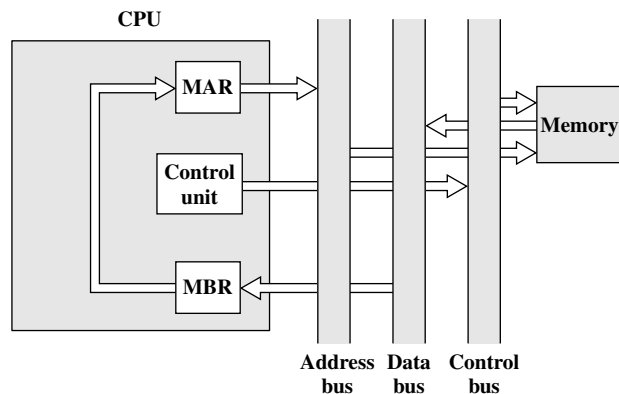 CPU
MAR
Memory
Control
unit
MBR
Address
bus
Data
bus
Control
bus